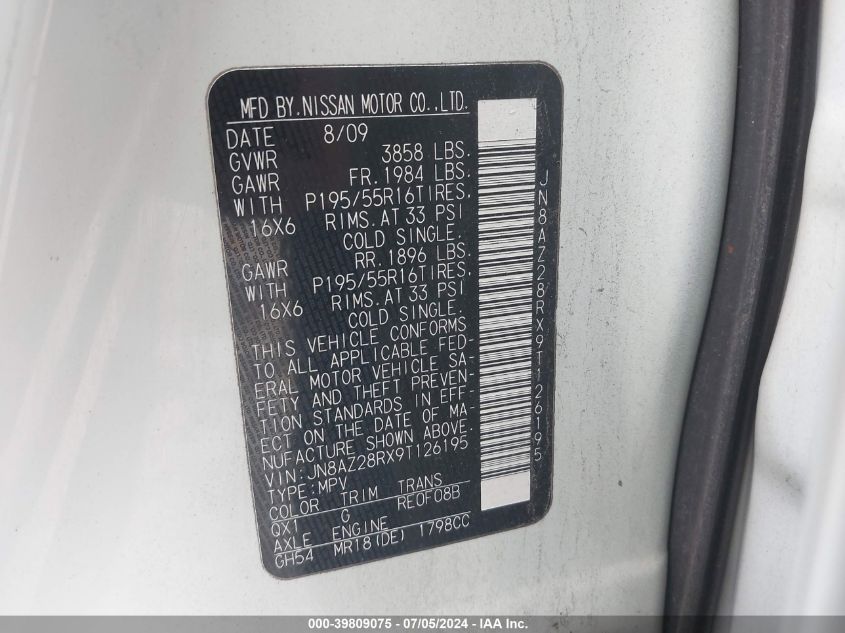 MFD BY.NISSAN MOTOR CO.,LTD.
DATE 8/09
GVWR 3858 LBS.
GAWR FR.1984 LBS.
WITH P195/55R16TIRES.
16X6 RIMS.AT 33 PSI
COLD SINGLE.
GAWR RR.1896 LBS.
WITH P195/55R16TIRES.
16X6 RIMS.AT 33 PSI
COLD SINGLE.
THIS VEHICLE CONFORMS
TO ALL APPLICABLE FED-
ERAL MOTOR VEHICLE SA-
FETY AND THEFT PREVEN-
TION STANDARDS IN EFF-
ECT ON THE DATE OF MA-
NUFACTURE SHOWN ABOVE.
VIN:JN8AZ28RX9T126195
TYPE:MPV
COLOR TRIM TRANS
QX1 G RE0F08B
AXLE ENGINE
GH54 MR18(DE) 1798CC
JN8AZ28RX9T126195
000-39809075 - 07/05/2024 - IAA Inc.